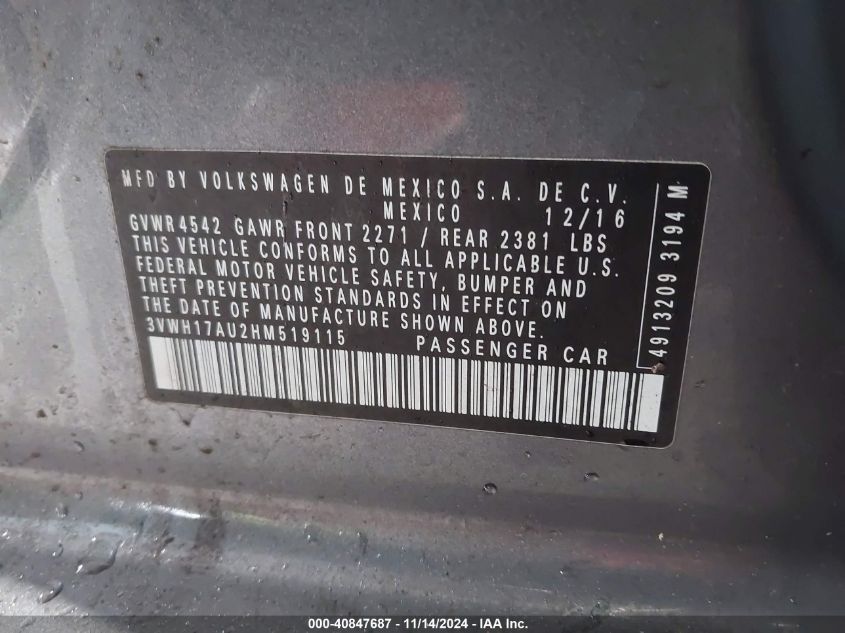 MFD BY VOLKSWAGEN DE MEXICO S.A. DE C.V.
MEXICO 12/16
GVWR4542 GAWR FRONT 2271 / REAR 2381 LBS
THIS VEHICLE CONFORMS TO ALL APPLICABLE U.S.
FEDERAL MOTOR VEHICLE SAFETY, BUMPER AND
THEFT PREVENTION STANDARDS IN EFFECT ON
THE DATE OF MANUFACTURE SHOWN ABOVE.
3VWH17AU2HM519115 PASSENGER CAR
4913209 3194 M
000-40847687 - 11/14/2024 - IAA Inc.